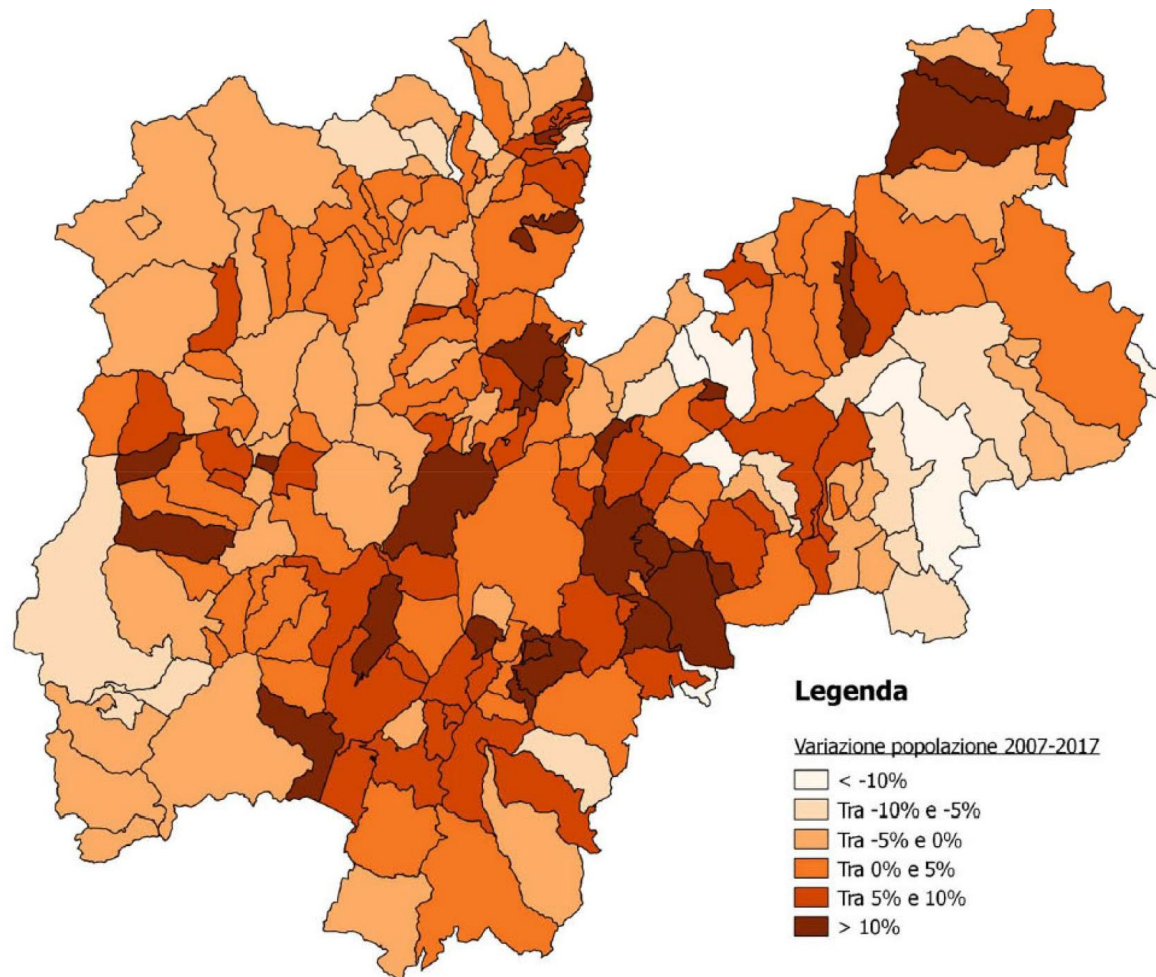 Legenda
Variazione popolazione 2007-2017
< -10%
Tra -10% e -5%
Tra -5% e 0%
Tra 0% e 5%
Tra 5% e 10%
> 10%